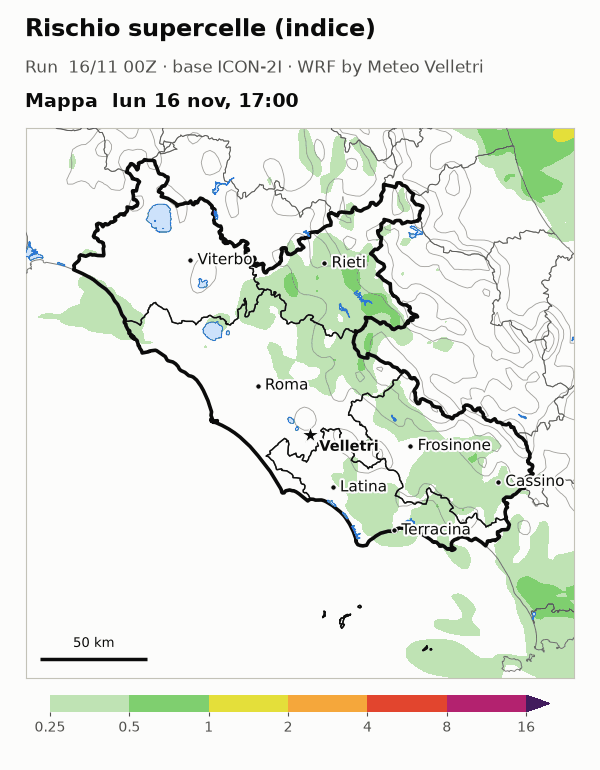 Rischio supercelle (indice)
Run  16/11 00Z · base ICON-2I · WRF by Meteo Velletri
Mappa  lun 16 nov, 17:00
Viterbo
Rieti
Roma
Velletri
Frosinone
Latina
Cassino
Terracina
50 km
0.25 0.5 1 2 4 8 16